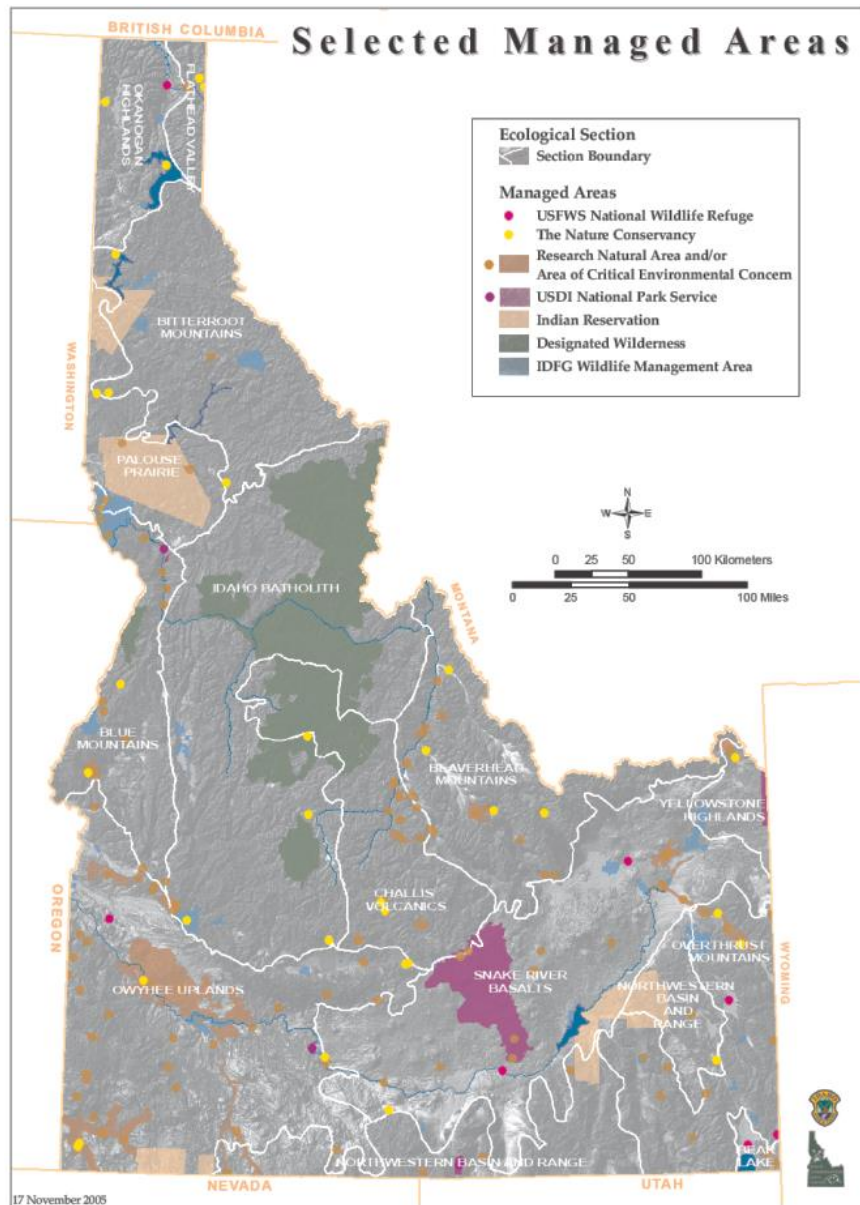 Selected Managed Areas
BRITISH COLUMBIA
FLATHEAD VALLEY
OKANOGAN
HIGHLANDS
Ecological Section
Section Boundary
Managed Areas
USFWS National Wildlife Refuge
The Nature Conservancy
Research Natural Area and/or
Area of Critical Environmental Concern
USDI National Park Service
Indian Reservation
Designated Wilderness
IDFG Wildlife Management Area
BITTERROOT
MOUNTAINS
WASHINGTON
PALOUSE
PRAIRIE
N
W E
S
0 25 50 100 Kilometers
0 25 50 100 Miles
IDAHO BATHOLITH
MONTANA
BLUE
MOUNTAINS
BEAVERHEAD
MOUNTAINS
YELLOWSTONE
HIGHLANDS
OREGON
CHALLIS
VOLCANICS
OVERTHRUST
MOUNTAINS
WYOMING
SNAKE RIVER
BASALTS
OWYHEE UPLANDS
NORTHWESTERN
BASIN
AND
RANGE
BEAR
LAKE
NORTHWESTERN BASIN AND RANGE
NEVADA
UTAH
17 November 2005